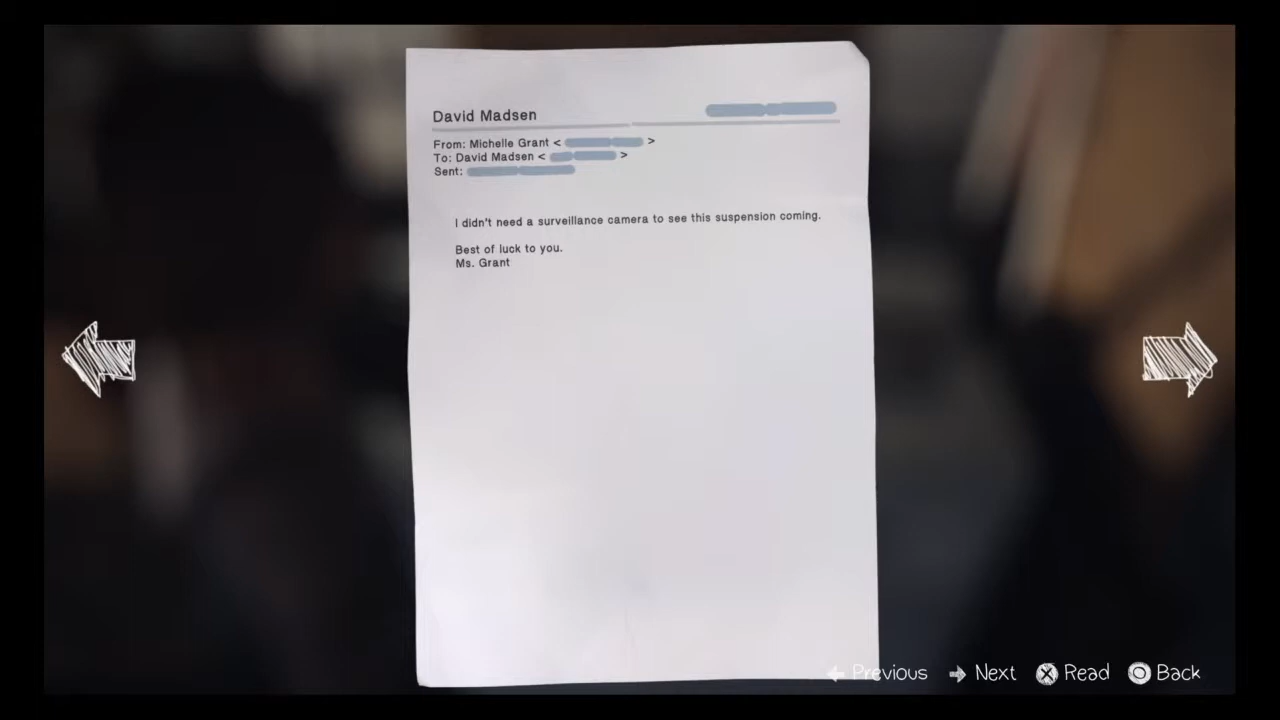 David Madsen
From: Michelle Grant < >
To: David Madsen < >
Sent:
I didn't need a surveillance camera to see this suspension coming.
Best of luck to you.
Ms. Grant
Previous Next Read Back